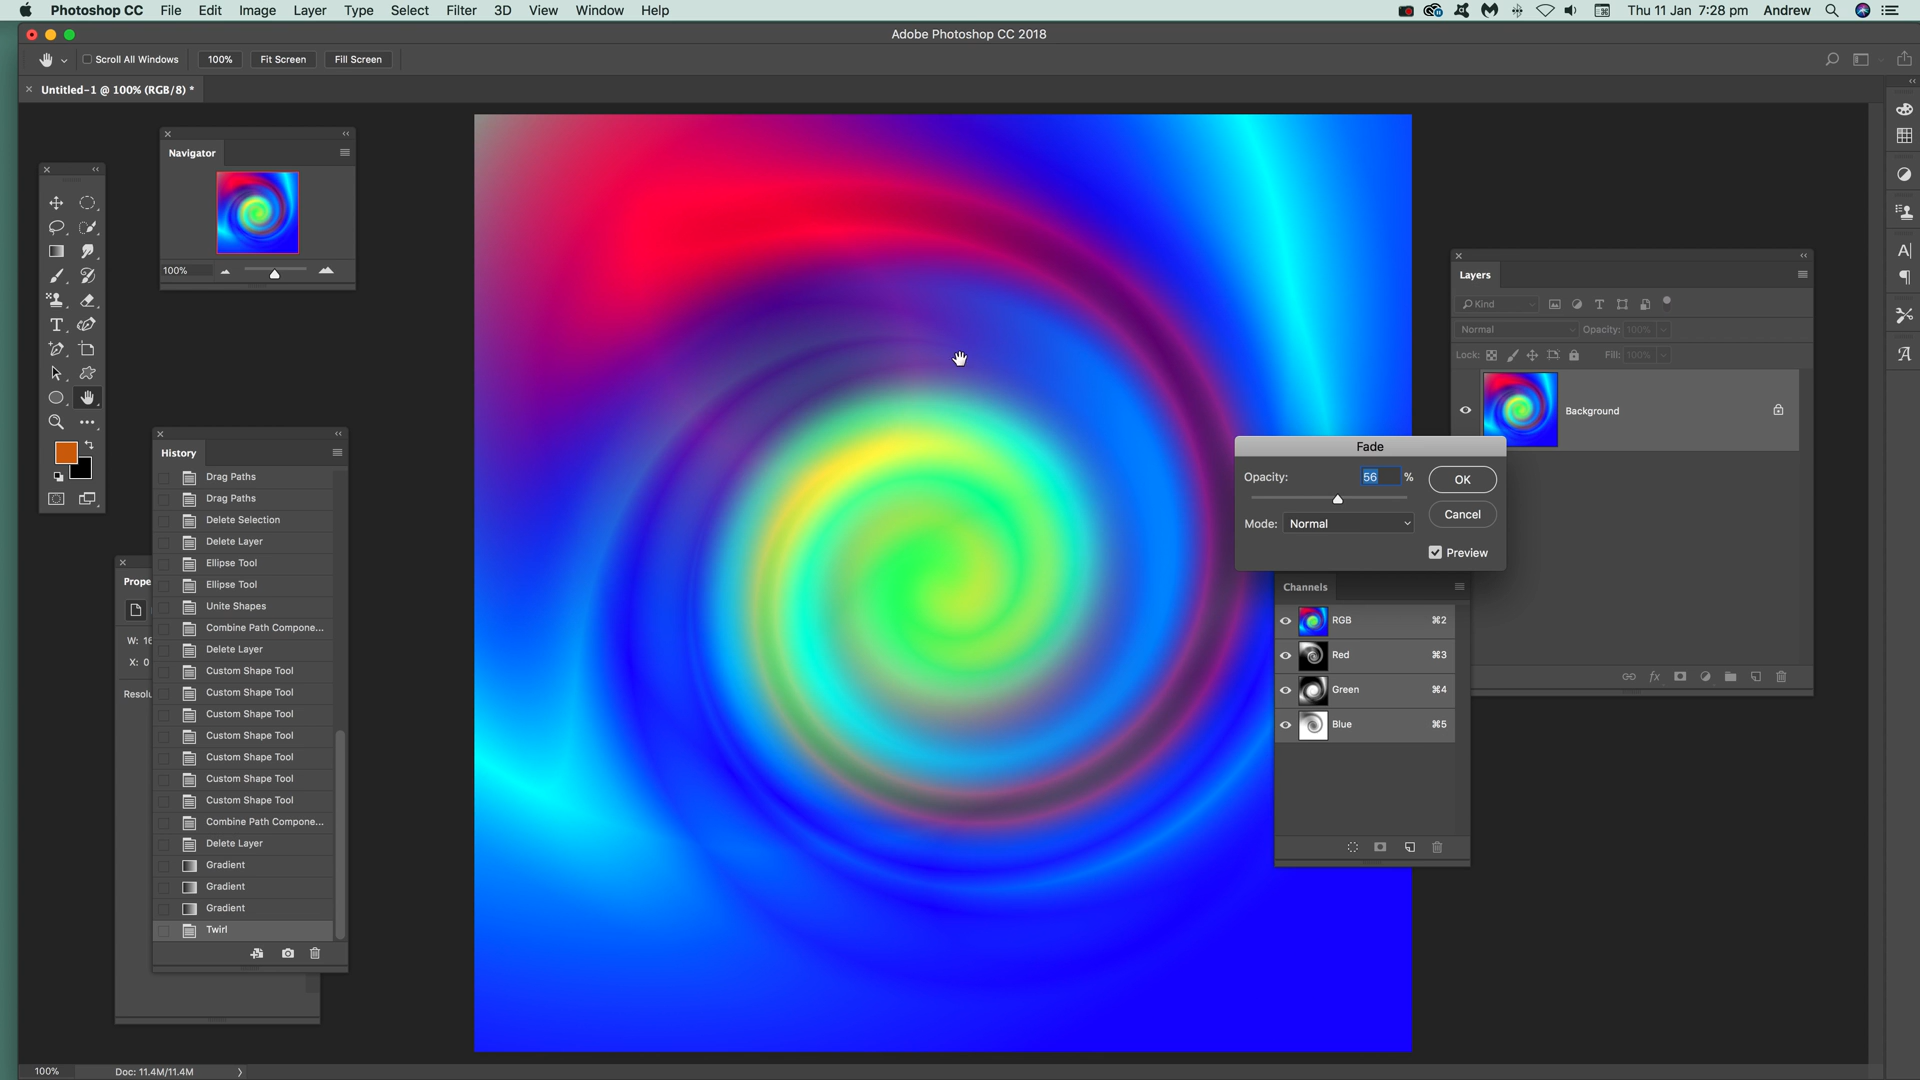 Photoshop CC File Edit Image Layer Type Select Filter 3D View Window Help Thu 11 Jan 7:28 pm Andrew
Adobe Photoshop CC 2018
Scroll All Windows 100% Fit Screen Fill Screen
× Untitled-1 @ 100% (RGB/8) *
Navigator
100%
History
Drag Paths
Drag Paths
Delete Selection
Delete Layer
Ellipse Tool
Ellipse Tool
Unite Shapes
Combine Path Compone...
Delete Layer
Custom Shape Tool
Custom Shape Tool
Custom Shape Tool
Custom Shape Tool
Custom Shape Tool
Custom Shape Tool
Custom Shape Tool
Combine Path Compone...
Delete Layer
Gradient
Gradient
Gradient
Twirl
Prope
W: 16
X: 0
Resolu
Layers
Kind
Normal Opacity: 100%
Lock: Fill: 100%
Background
Fade
Opacity: 56 % OK
Cancel
Mode: Normal
Preview
Channels
RGB ⌘2
Red ⌘3
Green ⌘4
Blue ⌘5
100% Doc: 11.4M/11.4M